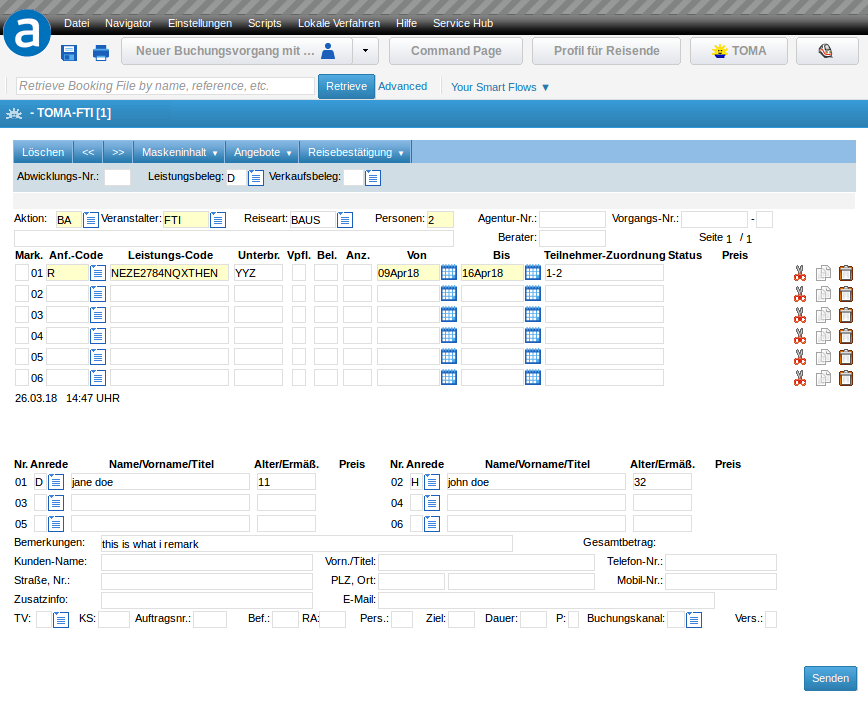 a Datei Navigator Einstellungen Scripts Lokale Verfahren Hilfe Service Hub
Neuer Buchungsvorgang mit ... Command Page Profil für Reisende TOMA
Retrieve Booking File by name, reference, etc. Retrieve Advanced Your Smart Flows ▼
- TOMA-FTI [1]
Löschen << >> Maskeninhalt ▼ Angebote ▼ Reisebestätigung ▼
Abwicklungs-Nr.: Leistungsbeleg: D Verkaufsbeleg:
Aktion: BA Veranstalter: FTI Reiseart: BAUS Personen: 2 Agentur-Nr.: Vorgangs-Nr.: -
Berater: Seite 1 / 1
Mark. Anf.-Code Leistungs-Code Unterbr. Vpfl. Bel. Anz. Von Bis Teilnehmer-Zuordnung Status Preis
01 R NEZE2784NQXTHEN YYZ 09Apr18 16Apr18 1-2
02
03
04
05
06
26.03.18 14:47 UHR
Nr. Anrede Name/Vorname/Titel Alter/Ermäß. Preis Nr. Anrede Name/Vorname/Titel Alter/Ermäß. Preis
01 D jane doe 11 02 H john doe 32
03 04
05 06
Bemerkungen: this is what i remark Gesamtbetrag:
Kunden-Name: Vorn./Titel: Telefon-Nr.:
Straße, Nr.: PLZ, Ort: Mobil-Nr.:
Zusatzinfo: E-Mail:
TV: KS: Auftragsnr.: Bef.: RA: Pers.: Ziel: Dauer: P: Buchungskanal: Vers.:
Senden